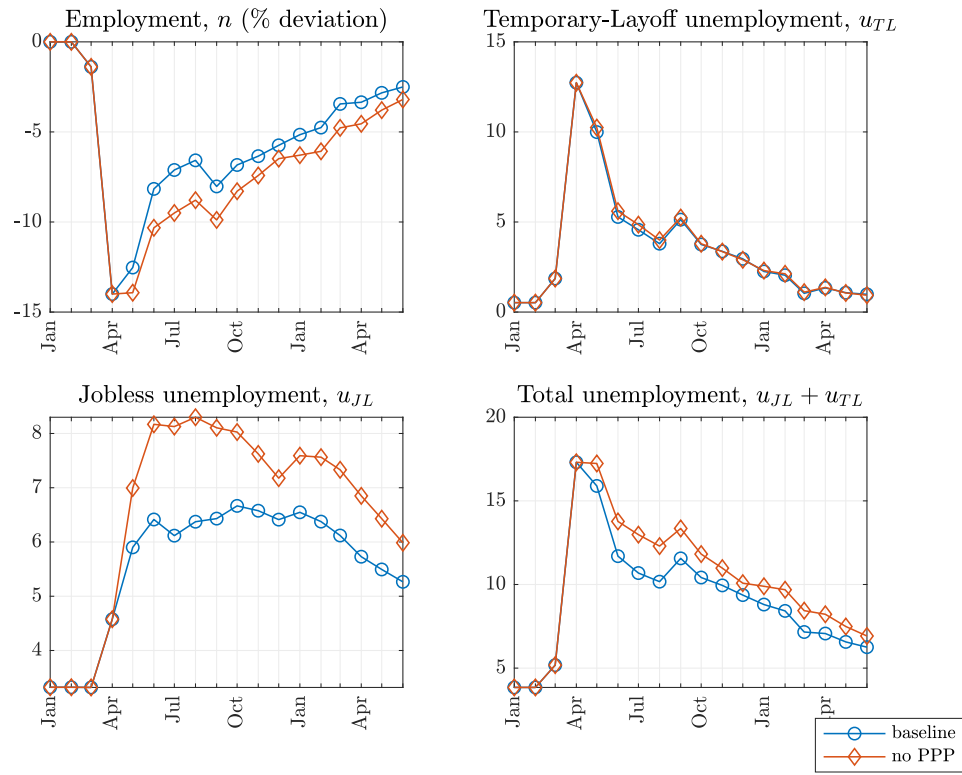 Employment, n (% deviation)
Temporary-Layoff unemployment, u_TL
0
-5
-10
-15
Jan
Apr
Jul
Oct
Jan
Apr
15
10
5
0
Jan
Apr
Jul
Oct
Jan
Apr
Jobless unemployment, u_JL
Total unemployment, u_JL + u_TL
8
7
6
5
4
Jan
Apr
Jul
Oct
Jan
Apr
20
15
10
5
Jan
Apr
Jul
Oct
Jan
Apr
baseline
no PPP